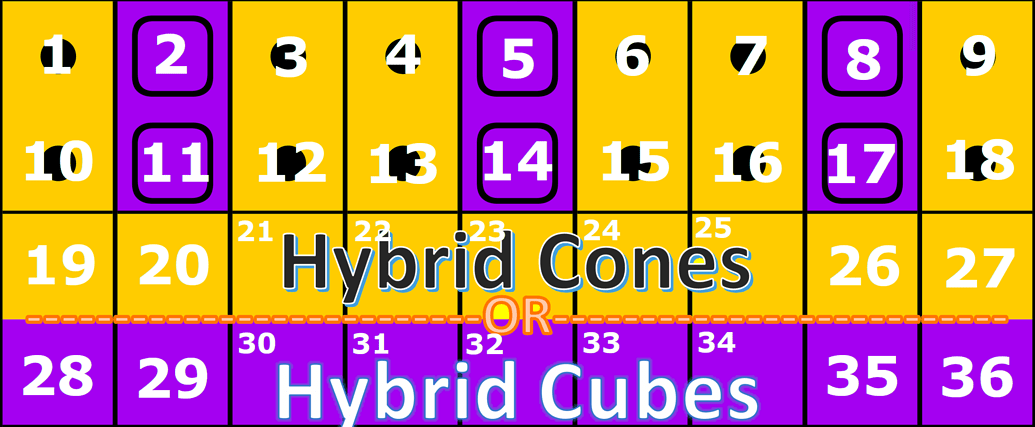 1 2 3 4 5 6 7 8 9
10 11 12 13 14 15 16 17 18
19 20 21 22 23 24 25 26 27
Hybrid Cones
OR
28 29 30 31 32 33 34 35 36
Hybrid Cubes